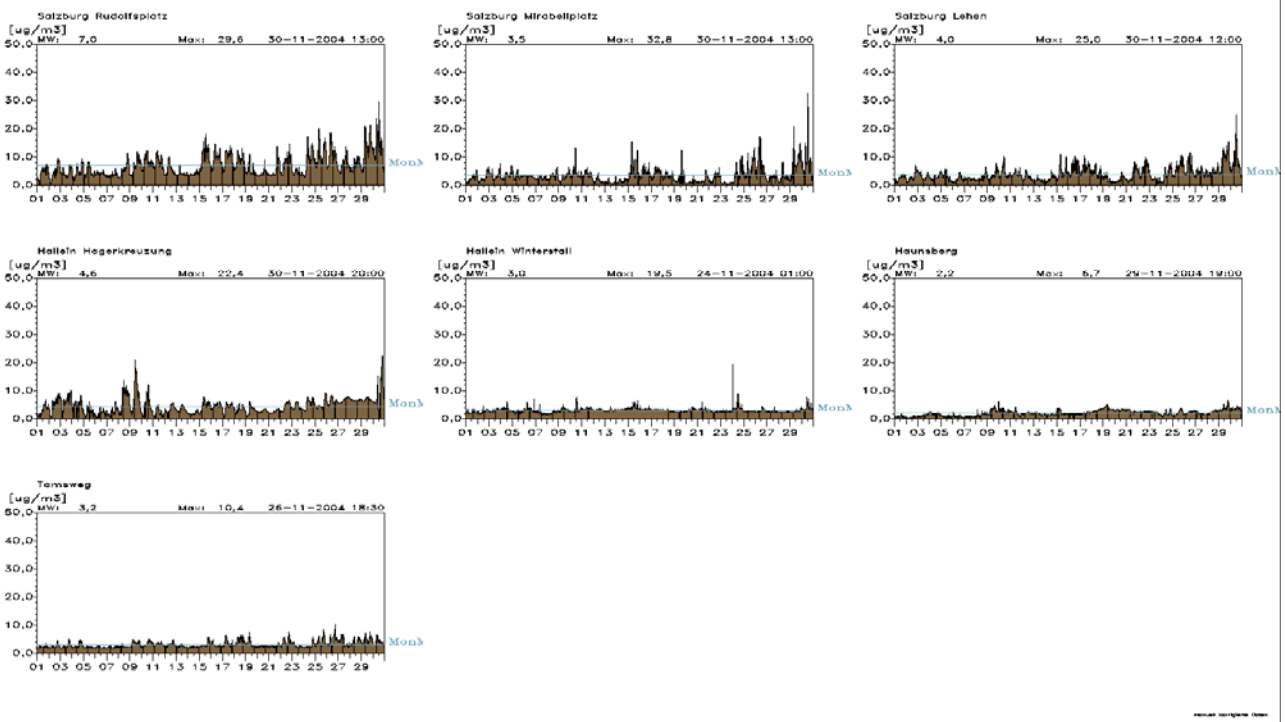 Salzburg Rudolfsplatz
[ug/m3]
MW: 7,0 Max: 29,6 30-11-2004 13:00
50,0
40,0
30,0
20,0
10,0
0,0
MonM
01 03 05 07 09 11 13 15 17 19 21 23 25 27 29
Salzburg Mirabellplatz
[ug/m3]
MW: 3,5 Max: 32,8 30-11-2004 13:00
50,0
40,0
30,0
20,0
10,0
0,0
MonM
01 03 05 07 09 11 13 15 17 19 21 23 25 27 29
Salzburg Lehen
[ug/m3]
MW: 4,0 Max: 25,0 30-11-2004 12:00
50,0
40,0
30,0
20,0
10,0
0,0
MonM
01 03 05 07 09 11 13 15 17 19 21 23 25 27 29
Hallein Hagerkreuzung
[ug/m3]
MW: 4,6 Max: 22,4 30-11-2004 20:00
50,0
40,0
30,0
20,0
10,0
0,0
MonM
01 03 05 07 09 11 13 15 17 19 21 23 25 27 29
Hallein Winterstall
[ug/m3]
MW: 3,0 Max: 19,5 24-11-2004 01:00
50,0
40,0
30,0
20,0
10,0
0,0
MonM
01 03 05 07 09 11 13 15 17 19 21 23 25 27 29
Haunsberg
[ug/m3]
MW: 2,2 Max: 6,7 29-11-2004 19:00
50,0
40,0
30,0
20,0
10,0
0,0
MonM
01 03 05 07 09 11 13 15 17 19 21 23 25 27 29
Tamsweg
[ug/m3]
MW: 3,2 Max: 10,4 26-11-2004 18:30
50,0
40,0
30,0
20,0
10,0
0,0
MonM
01 03 05 07 09 11 13 15 17 19 21 23 25 27 29